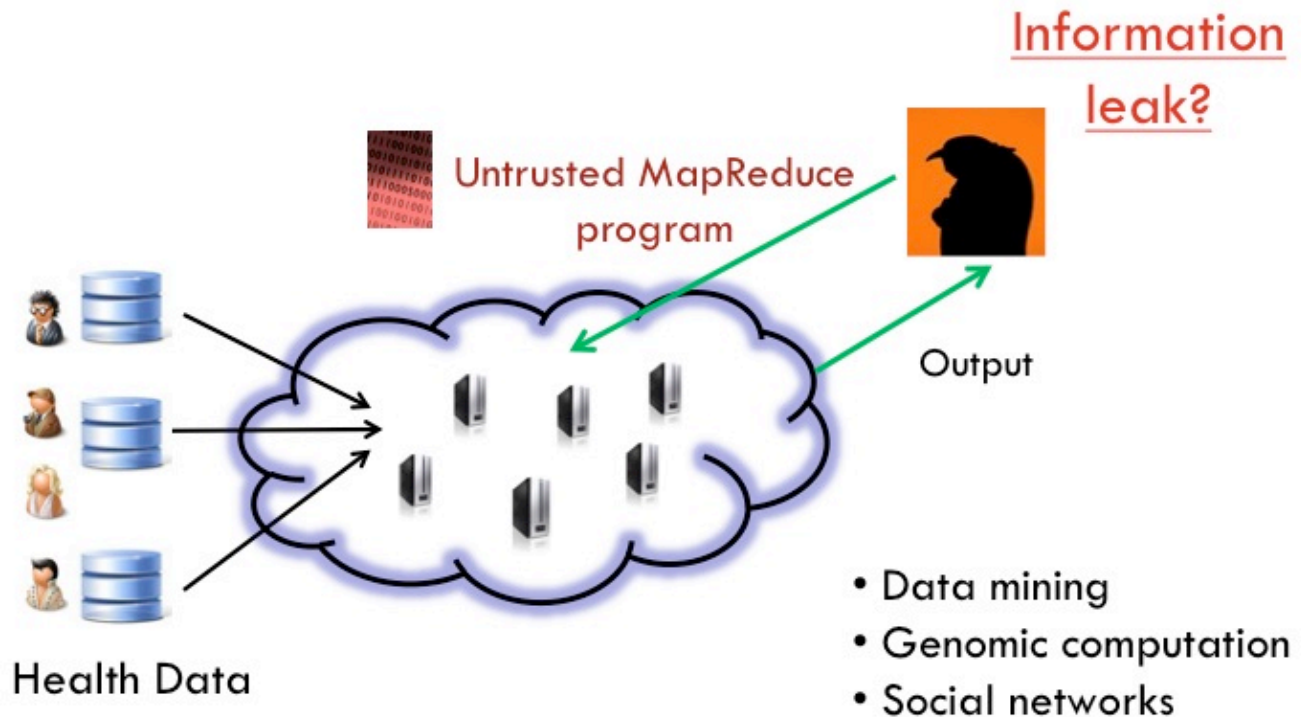 Information
leak?
Untrusted MapReduce
program
Output
Health Data
• Data mining
• Genomic computation
• Social networks